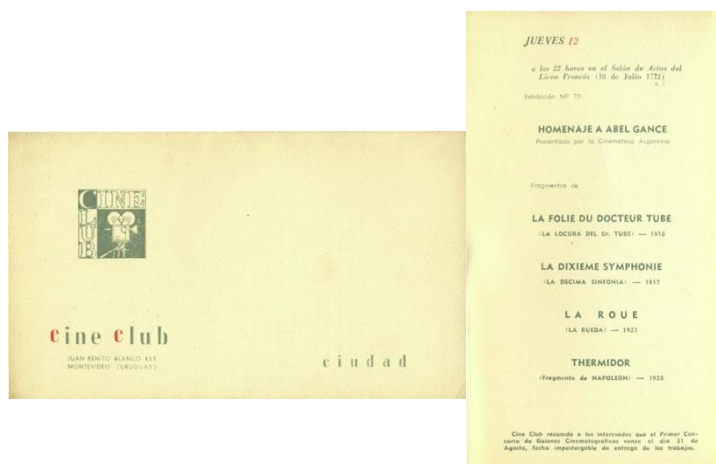 CINE
CLUB
Cine Club
JUAN BENITO BLANCO
MONTEVIDEO (URUGUAY)
ciudad
JUEVES 12
a las 22 horas en el Salón de Actos del
Liceo Francés (18 de Julio 1772)
Exhibición Nº 70
HOMENAJE A ABEL GANCE
Presentado por la Cinemateca Argentina
Fragmentos de
LA FOLIE DU DOCTEUR TUBE
(LA LOCURA DEL Dr. TUBE) — 1916
LA DIXIEME SYMPHONIE
(LA DECIMA SINFONIA) — 1917
LA ROUE
(LA RUEDA) — 1921
THERMIDOR
(Fragmento de NAPOLEON) — 1928
Cine Club recuerda a los interesados que el Primer Con-
curso de Guiones Cinematográficos vence el día 31 de
Agosto, fecha impostergable de entrega de los trabajos.